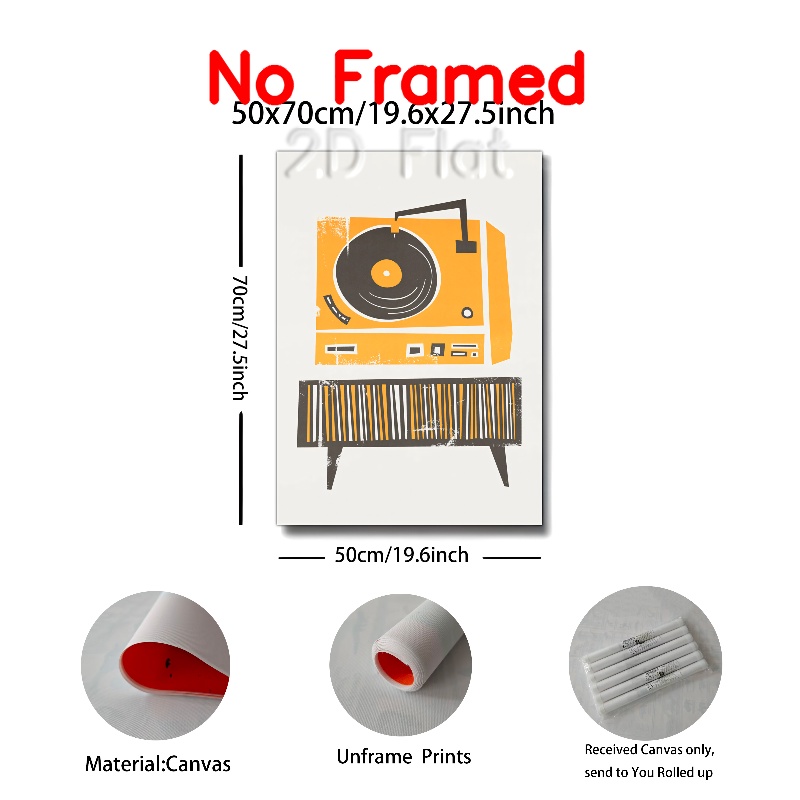 No Framed
50x70cm/19.6x27.5inch
2.D Flat
70cm/27.5inch
50cm/19.6inch
Material:Canvas
Unframe Prints
Received Canvas only,
send to You Rolled up